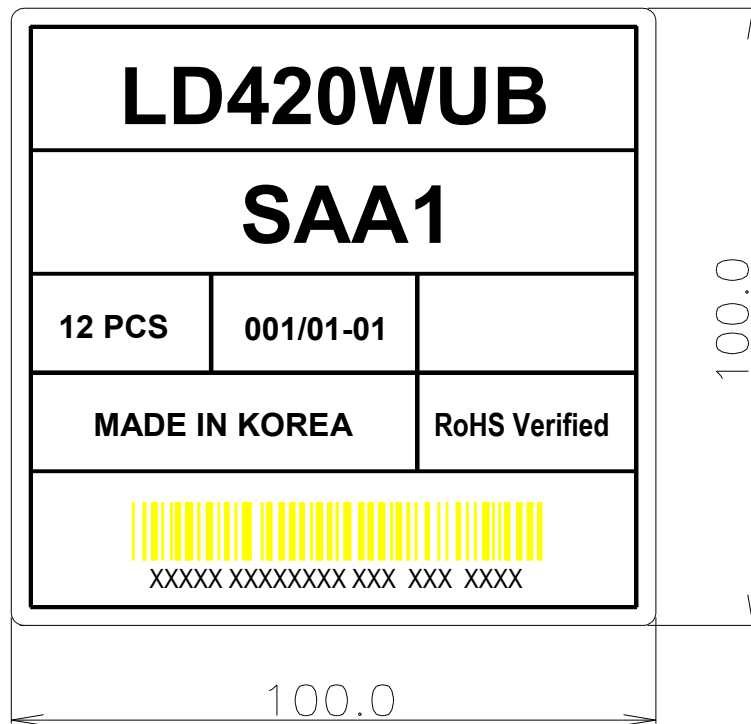 LD420WUB
SAA1
12 PCS 001/01-01
MADE IN KOREA RoHS Verified
XXXXX XXXXXXXX XXX XXX XXXX
100.0
100.0